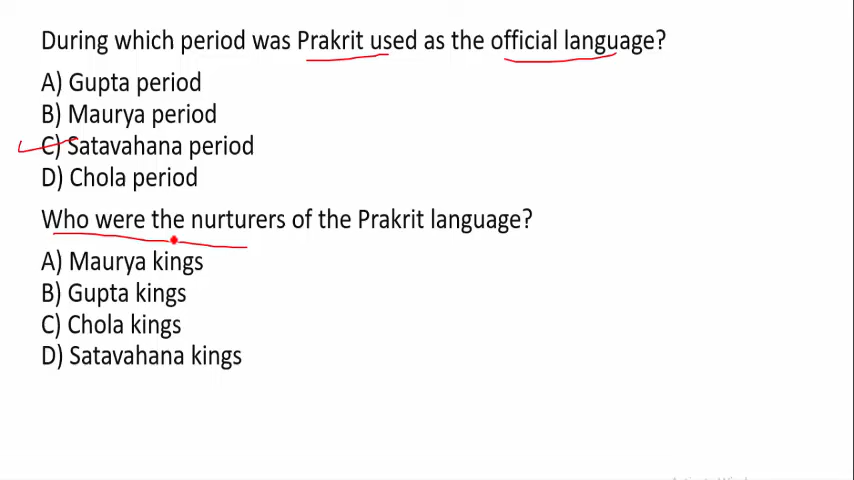 During which period was Prakrit used as the official language?
A) Gupta period
B) Maurya period
C) Satavahana period
D) Chola period
Who were the nurturers of the Prakrit language?
A) Maurya kings
B) Gupta kings
C) Chola kings
D) Satavahana kings